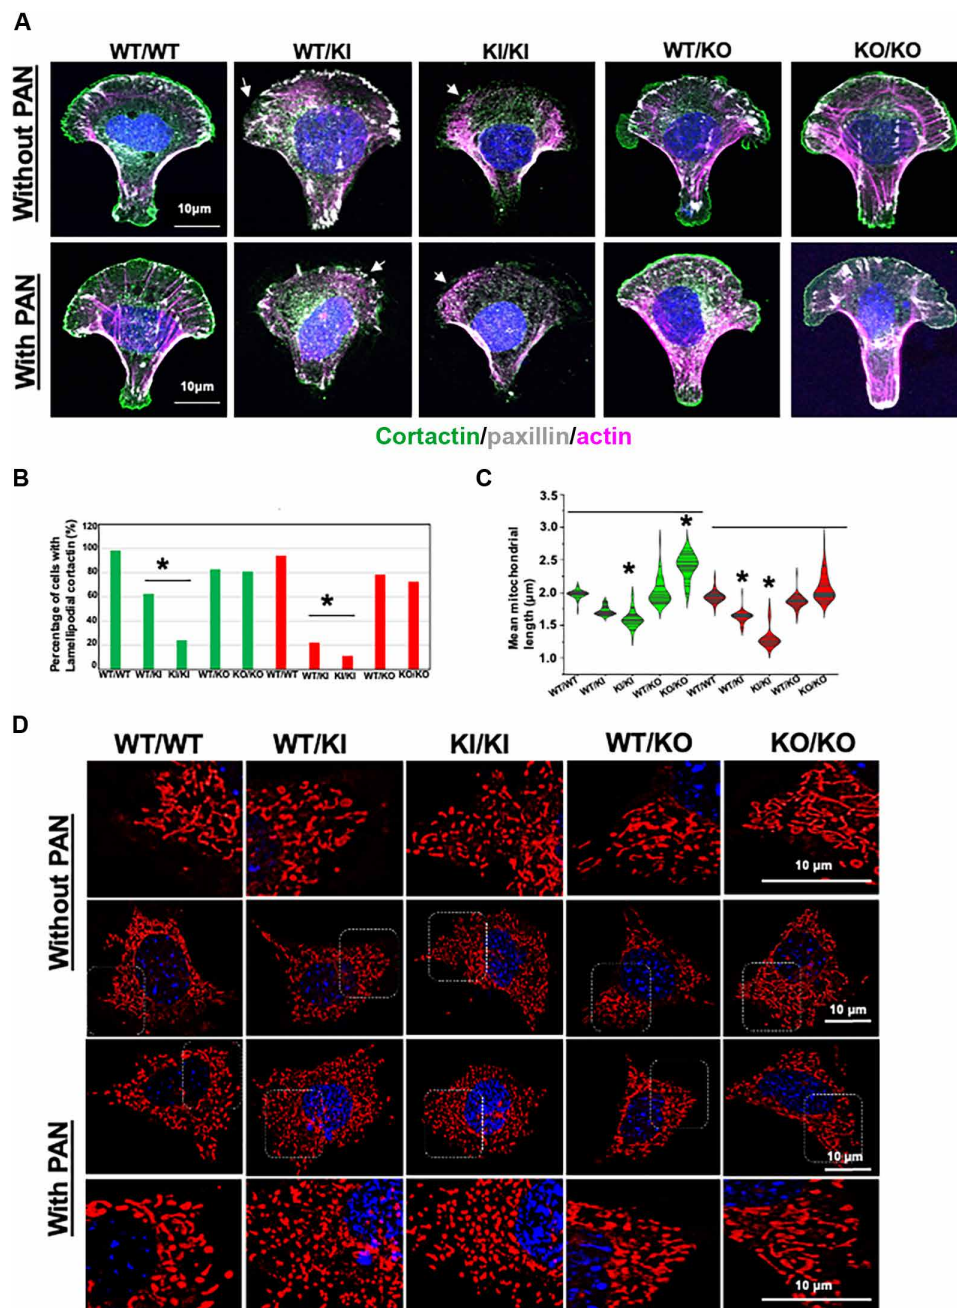 A
WT/WT WT/KI KI/KI WT/KO KO/KO
Without PAN
10µm
With PAN
10µm
Cortactin/paxillin/actin
B
Percentage of cells with
Lamellipodal cortactin (%)
120
100
80
60
40
20
0
* *
WT/WT WT/KI KI/KI WT/KO KO/KO WT/WT WT/KI KI/KI WT/KO KO/KO
C
Mean mitochondrial
length (µm)
3.5
3.0
2.5
2.0
1.5
1.0
* * * *
WT/WT WT/KI KI/KI WT/KO KO/KO WT/WT WT/KI KI/KI WT/KO KO/KO
D
WT/WT WT/KI KI/KI WT/KO KO/KO
Without PAN
10 µm
10 µm
With PAN
10 µm
10 µm